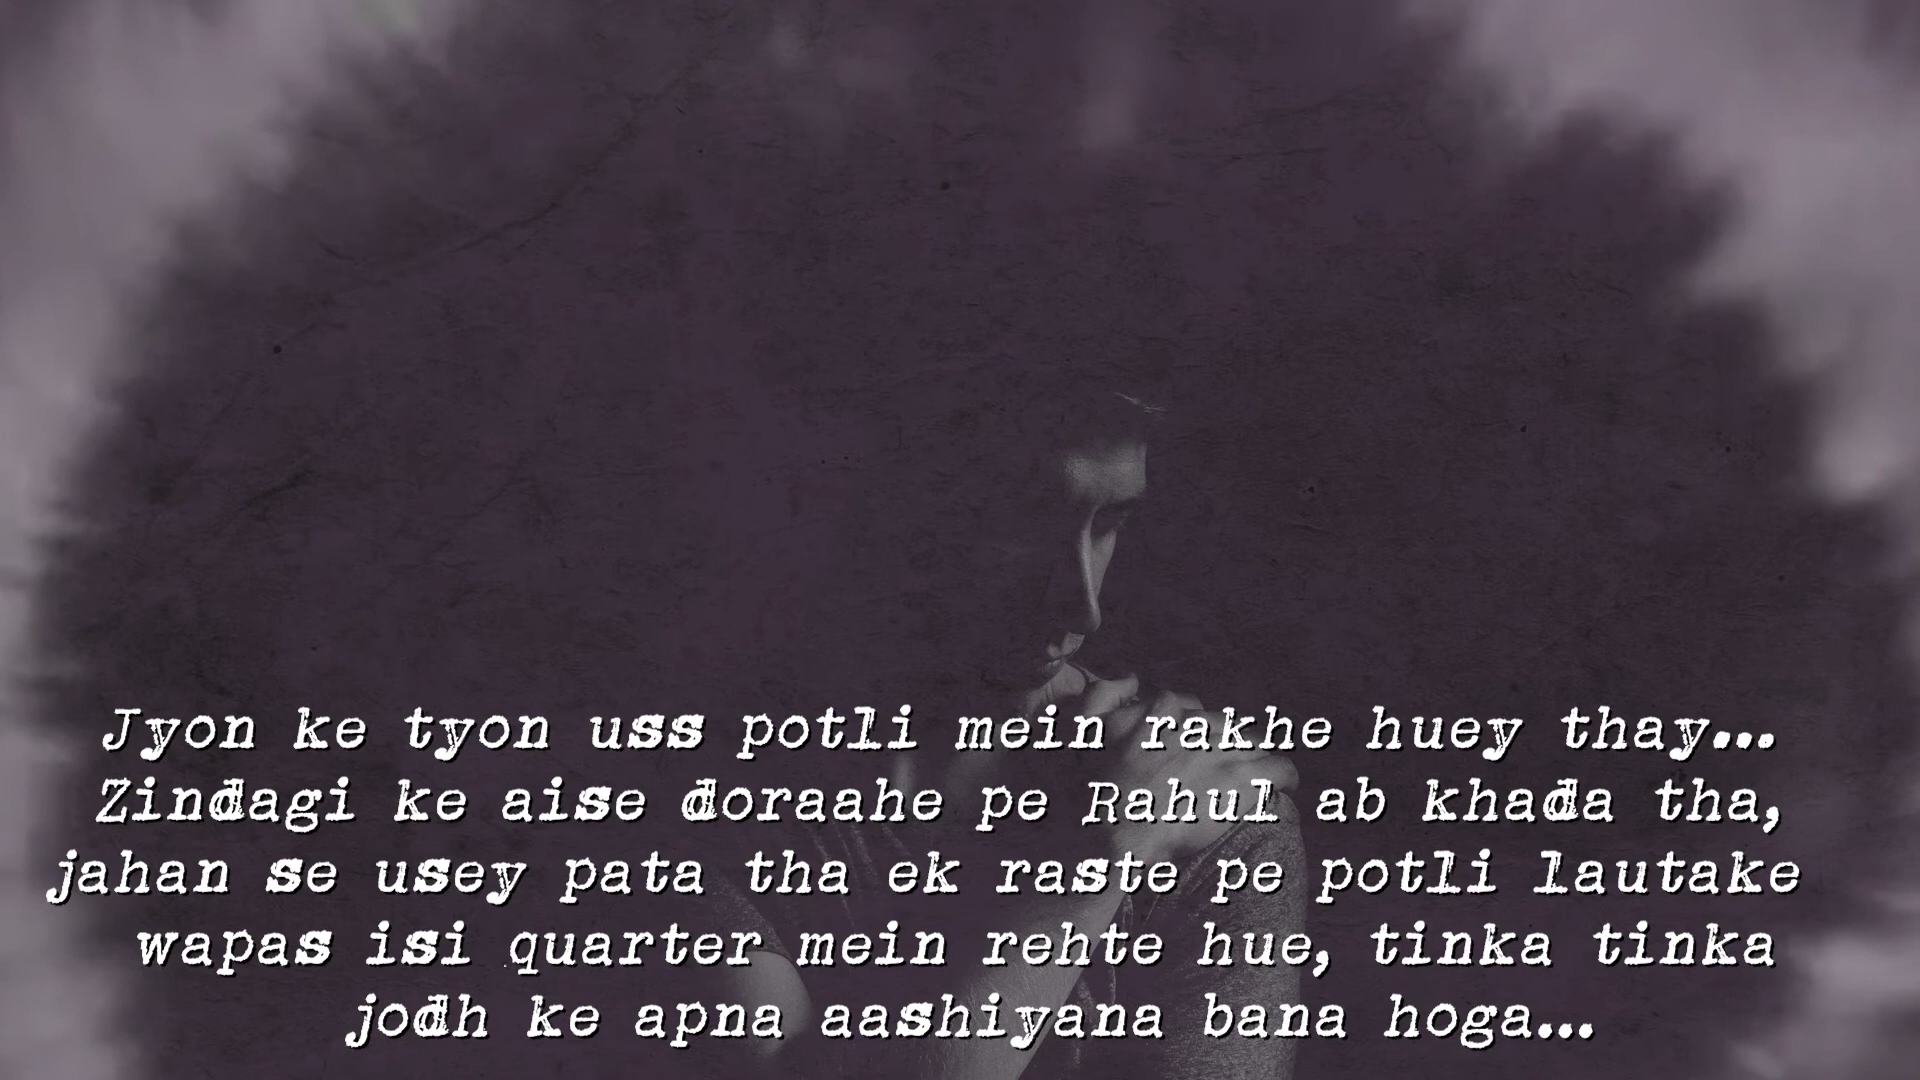 Jyon ke tyon uss potli mein rakhe huey thay...
Zindagi ke aise doraahe pe Rahul ab khada tha,
jahan se usey pata tha ek raste pe potli lautake
wapas isi quarter mein rehte hue, tinka tinka
jodh ke apna aashiyana bana hoga...